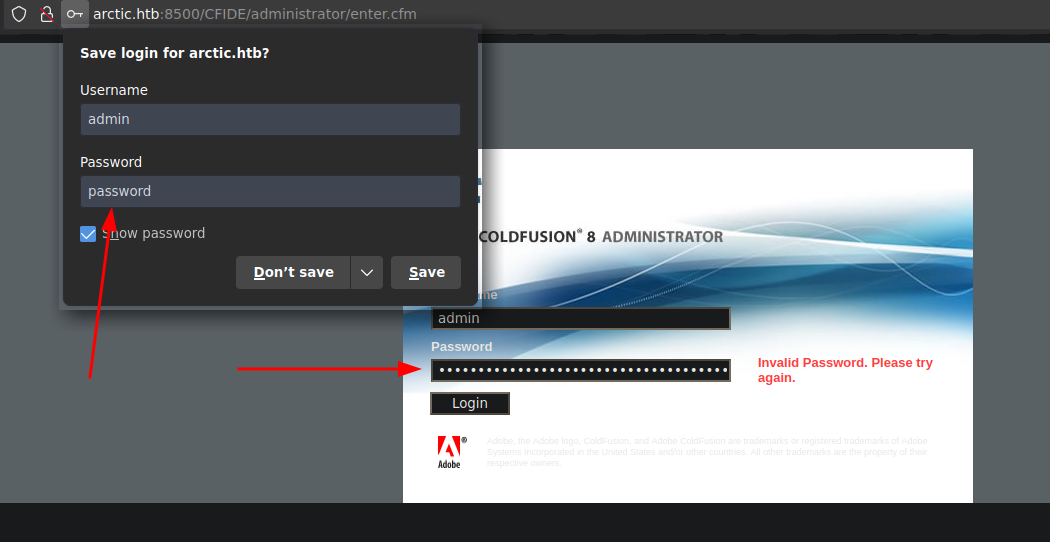 arctic.htb:8500/CFIDE/administrator/enter.cfm
Save login for arctic.htb?
Username
admin
Password
password
Show password
Don't save
Save
COLDFUSION® 8 ADMINISTRATOR
admin
Password
Invalid Password. Please try
again.
Login
Adobe, the Adobe logo, ColdFusion, and Adobe ColdFusion are trademarks or registered trademarks of Adobe
Systems Incorporated in the United States and/or other countries. All other trademarks are the property of their
respective owners.
Adobe